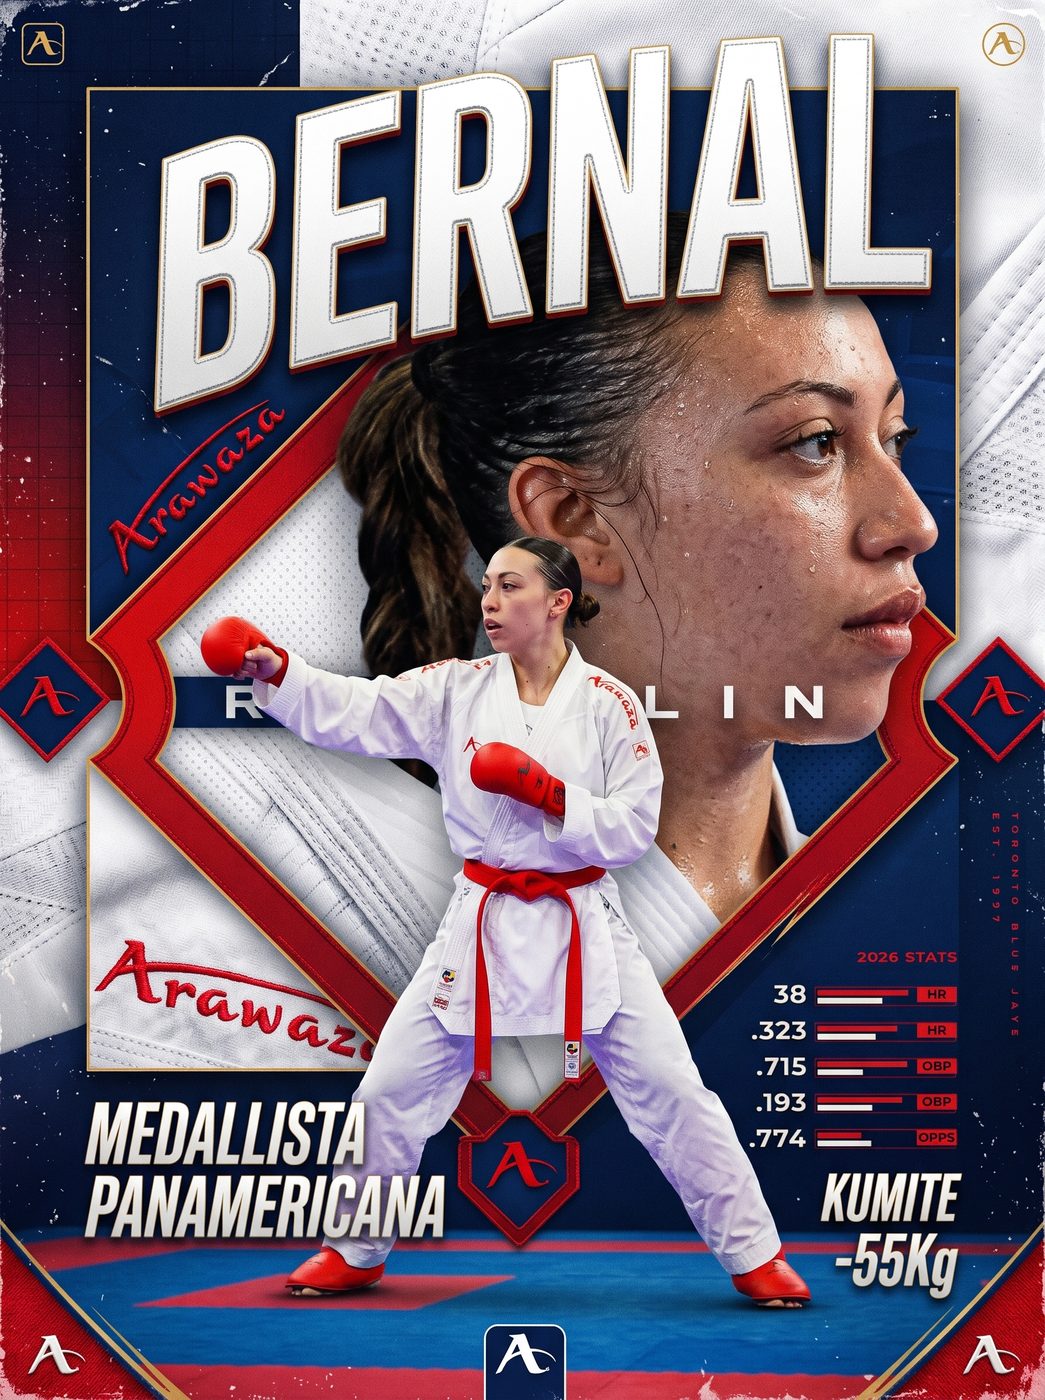 BERNAL
Arawaza
R LIN
Arawaza
Arawaza
TORONTO BLUE JAYE
EST. 1997
2026 STATS
38 HR
.323 HR
.715 OBP
.193 OBP
.774 OPPS
MEDALLISTA
PANAMERICANA
KUMITE
-55Kg